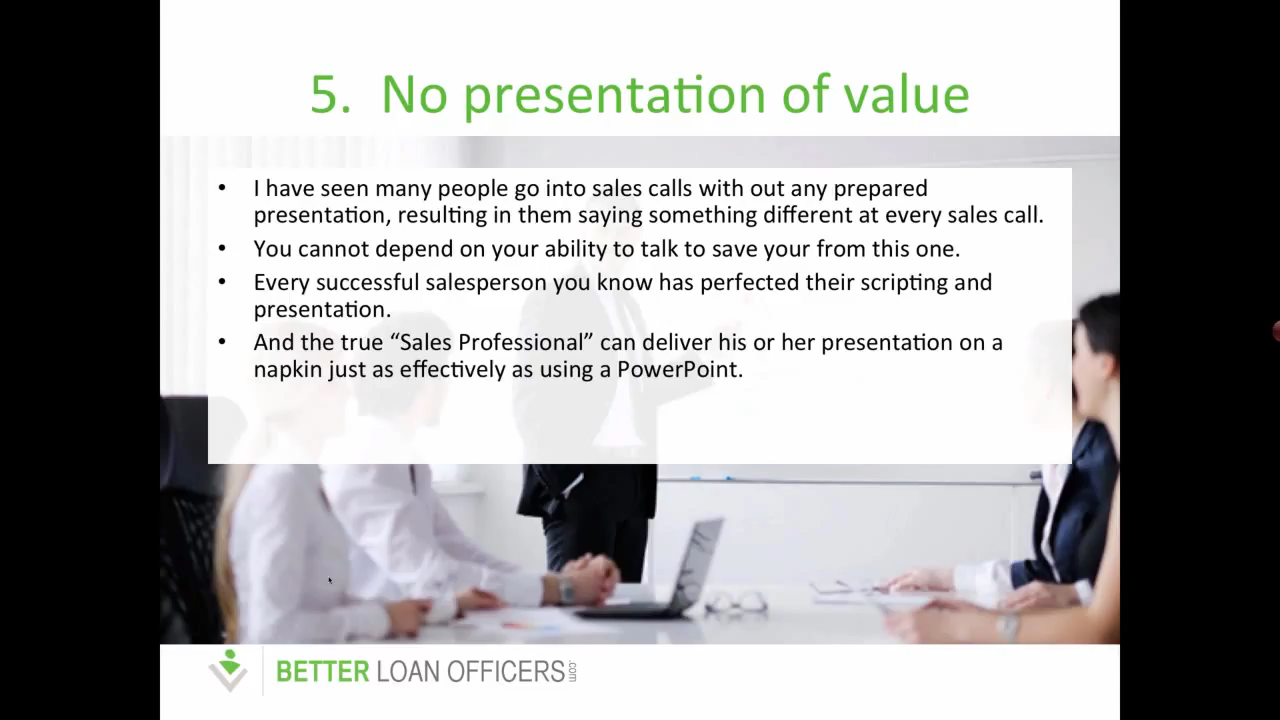 5. No presentation of value
• I have seen many people go into sales calls with out any prepared
presentation, resulting in them saying something different at every sales call.
• You cannot depend on your ability to talk to save your from this one.
• Every successful salesperson you know has perfected their scripting and
presentation.
• And the true “Sales Professional” can deliver his or her presentation on a
napkin just as effectively as using a PowerPoint.
BETTER LOAN OFFICERS.com